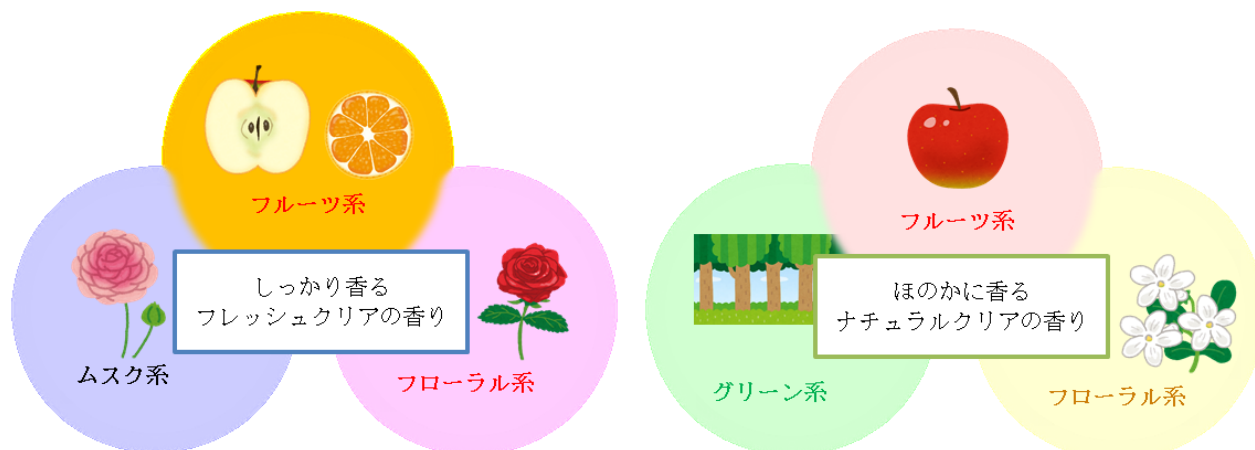 フルーツ系
しっかり香る
フレッシュクリアの香り
ムスク系
フローラル系
フルーツ系
ほのかに香る
ナチュラルクリアの香り
グリーン系
フローラル系